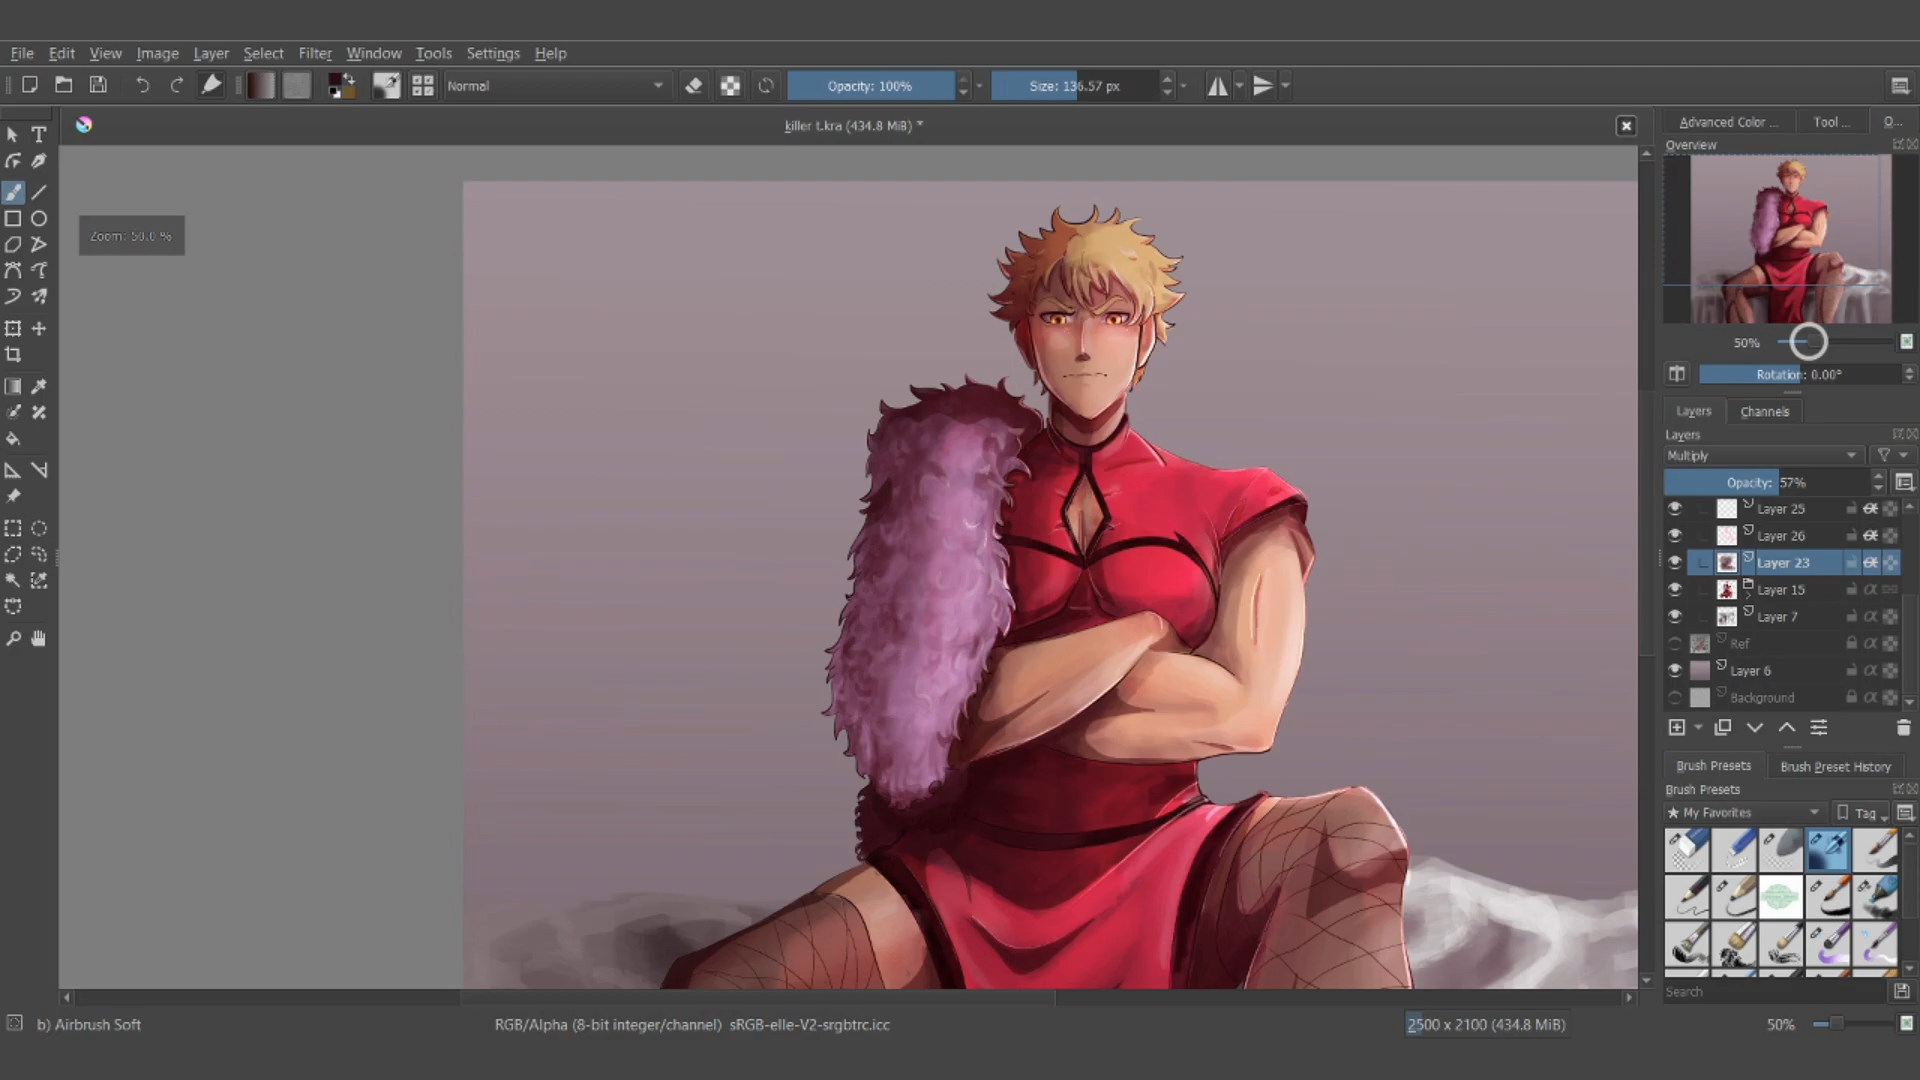 File Edit View Image Layer Select Filter Window Tools Settings Help
Normal Opacity: 100% Size: 136.57 px
killer t.kra (434.8 MiB) *
Advanced Color ... Tool ... O...
Overview
Zoom: 50.0 %
50%
Rotation: 0.00°
Layers Channels
Layers
Multiply
Opacity: 57%
Layer 25
Layer 26
Layer 23
Layer 15
Layer 7
Ref
Layer 6
Background
Brush Presets Brush Preset History
Brush Presets
★ My Favorites Tag
Search
b) Airbrush Soft RGB/Alpha (8-bit integer/channel) sRGB-elle-V2-srgbtrc.icc 2500 x 2100 (434.8 MiB) 50%